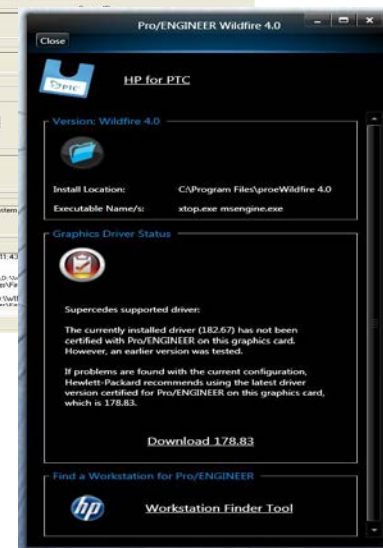 Pro/ENGINEER Wildfire 4.0
Close
HP for PTC
Version: Wildfire 4.0
Install Location: C:\Program Files\proeWildfire 4.0
Executable Name/s: xtop.exe msengine.exe
Graphics Driver Status
Supercedes supported driver:
The currently installed driver (182.67) has not been
certified with Pro/ENGINEER on this graphics card.
However, an earlier version was tested.
If problems are found with the current configuration,
Hewlett-Packard recommends using the latest driver
version certified for Pro/ENGINEER on this graphics card,
which is 178.83.
Download 178.83
Find a Workstation for Pro/ENGINEER
hp
Workstation Finder Tool